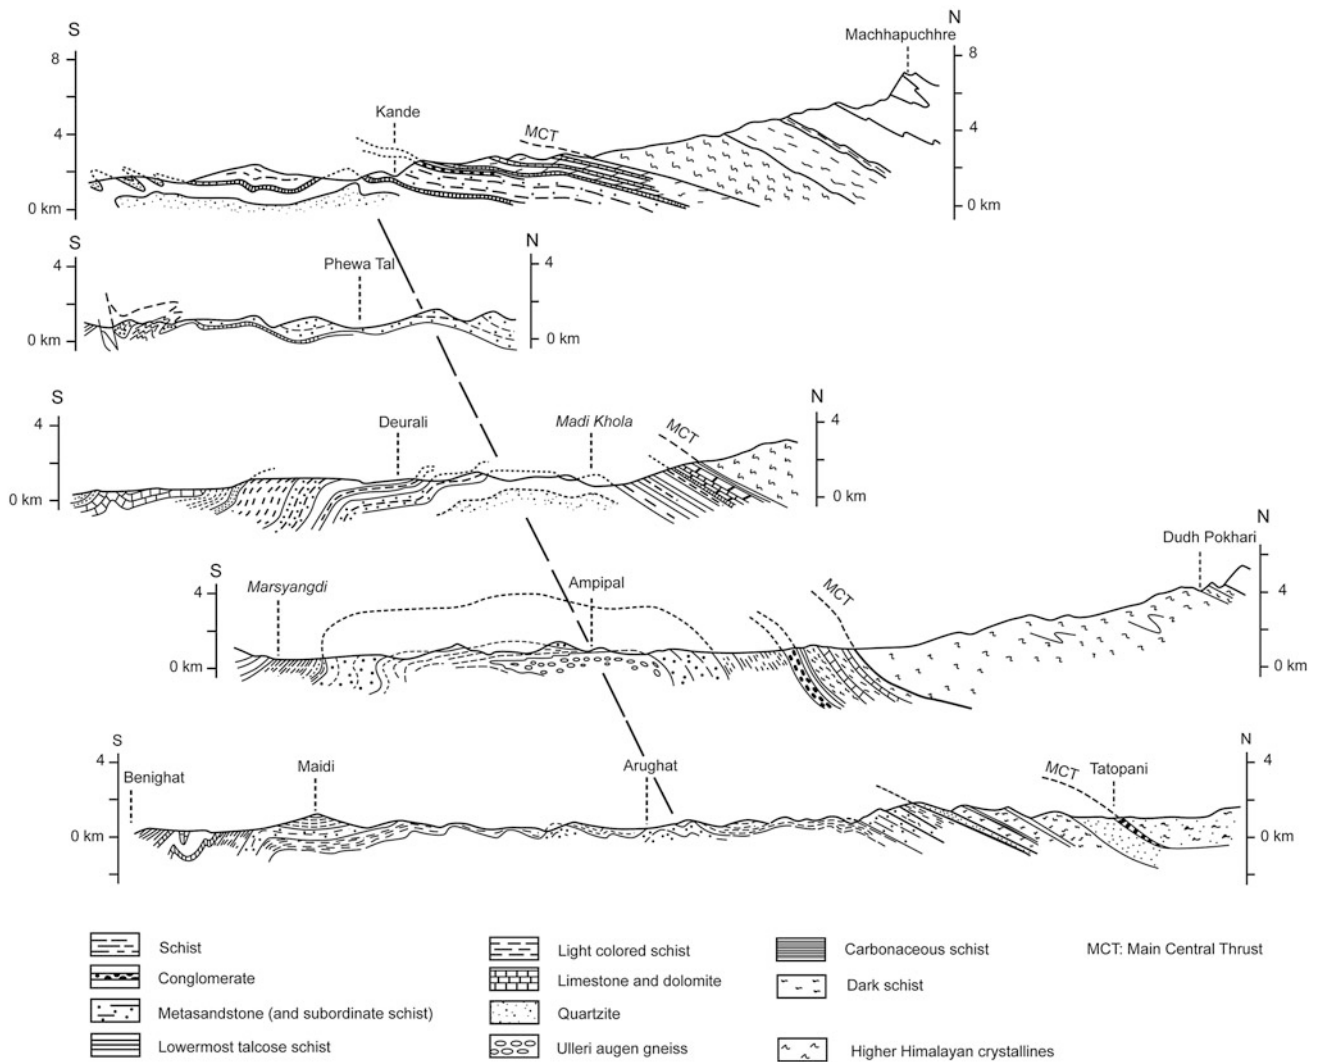 S
N
Machhapuchhre
8
8
Kande
MCT
4
4
0 km
0 km
S
N
Phewa Tal
4
4
0 km
0 km
S
N
Deurali
Madi Khola
MCT
4
4
0 km
0 km
S
N
Dudh Pokhari
Marsyangdi
Ampipal
MCT
4
4
0 km
0 km
S
N
Benighat
Maidi
Arughat
MCT
Tatopani
4
4
0 km
0 km
Schist
Conglomerate
Metasandstone (and subordinate schist)
Lowermost talcose schist
Light colored schist
Limestone and dolomite
Quartzite
Ulleri augen gneiss
Carbonaceous schist
Dark schist
Higher Himalayan crystallines
MCT: Main Central Thrust